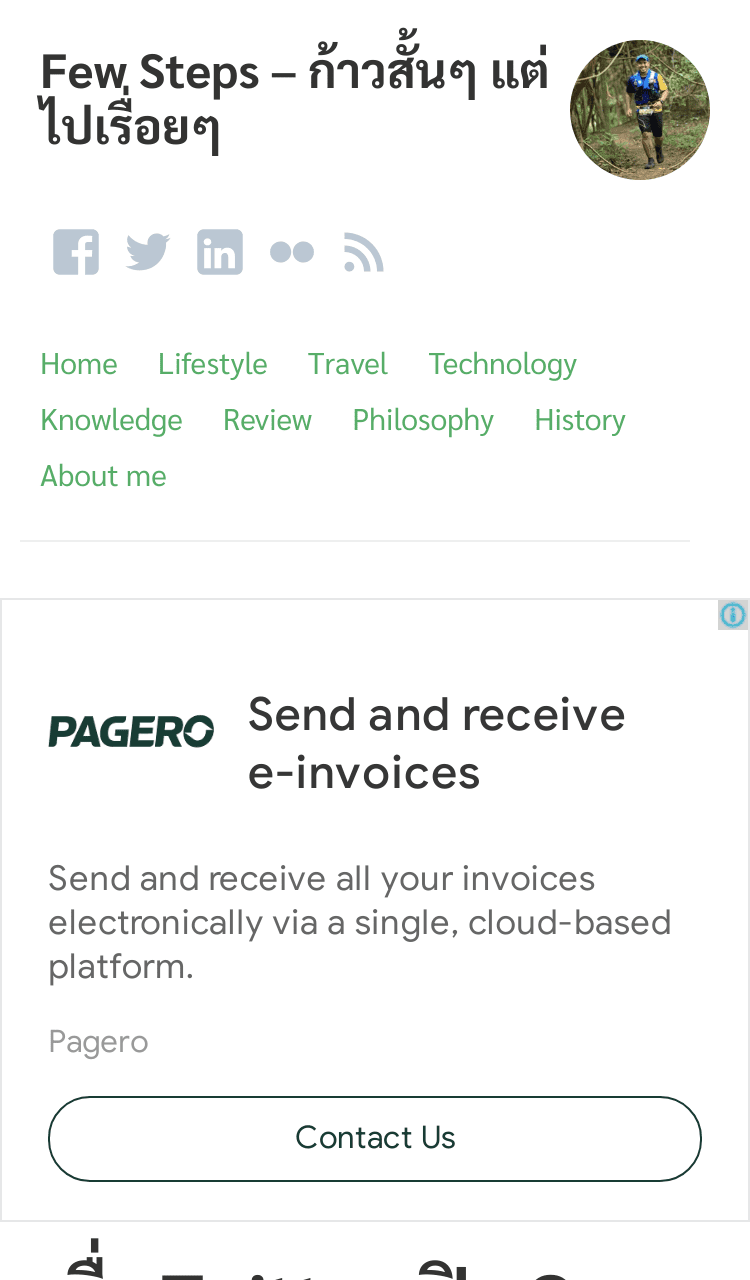 Few Steps – ก้าวสั้นๆ แต่
ไปเรื่อยๆ
Home Lifestyle Travel Technology
Knowledge Review Philosophy History
About me
PAGERO
Send and receive
e-invoices
Send and receive all your invoices
electronically via a single, cloud-based
platform.
Pagero
Contact Us